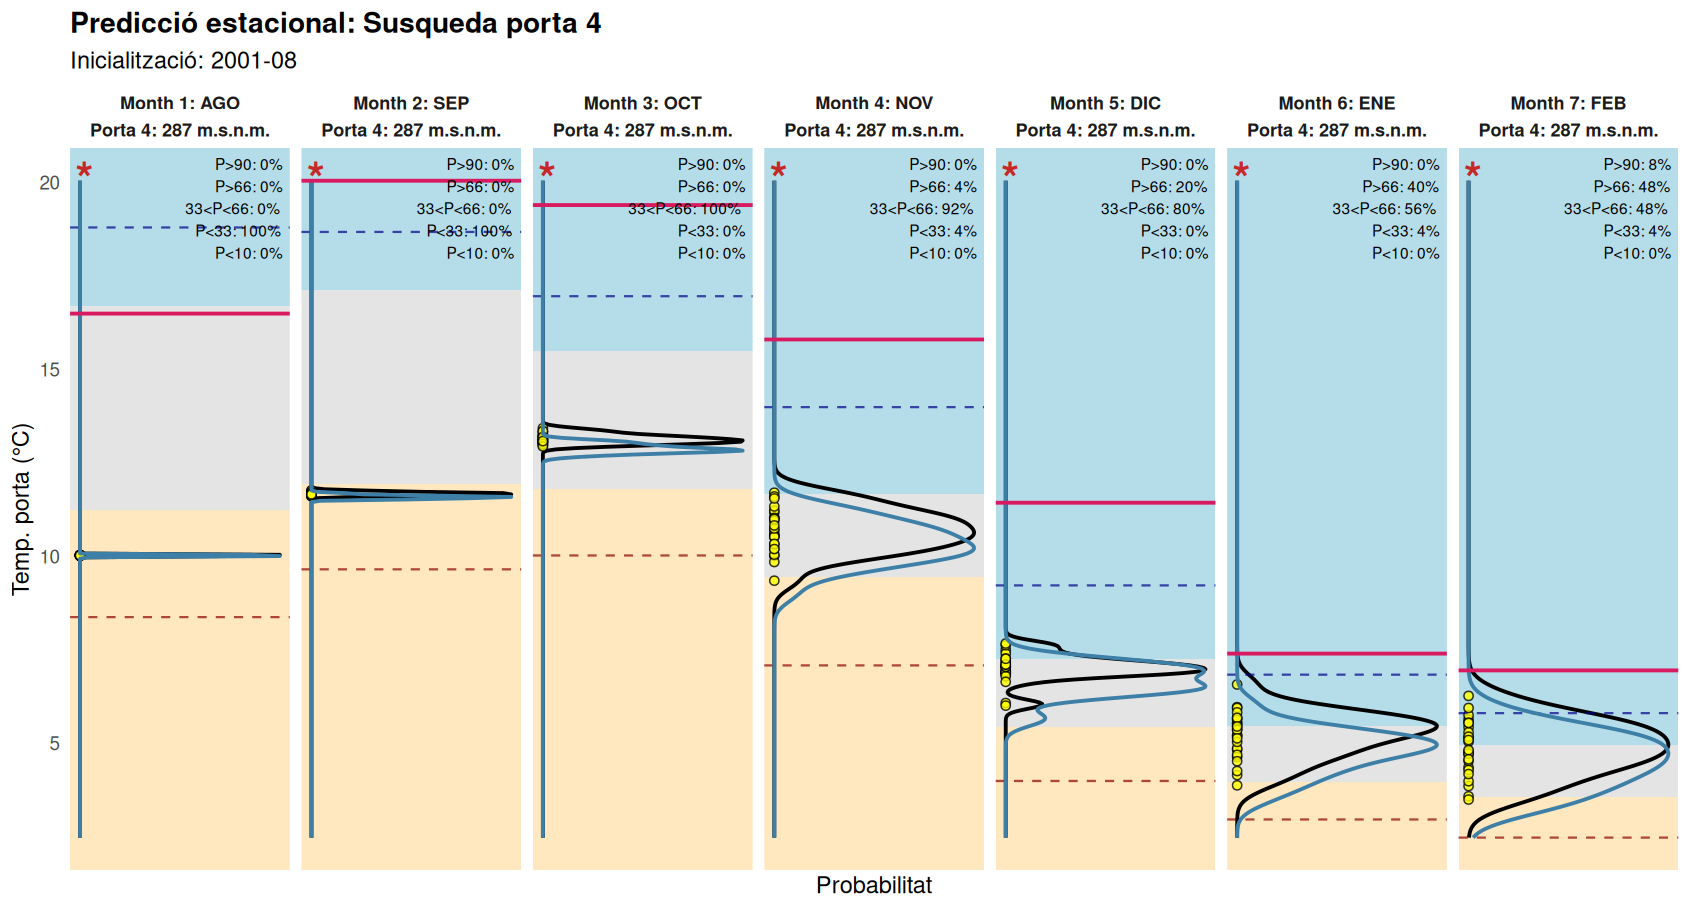 Predicció estacional: Susqueda porta 4
Inicialització: 2001-08
Month 1: AGO
Porta 4: 287 m.s.n.m.
Month 2: SEP
Porta 4: 287 m.s.n.m.
Month 3: OCT
Porta 4: 287 m.s.n.m.
Month 4: NOV
Porta 4: 287 m.s.n.m.
Month 5: DIC
Porta 4: 287 m.s.n.m.
Month 6: ENE
Porta 4: 287 m.s.n.m.
Month 7: FEB
Porta 4: 287 m.s.n.m.
*
P>90: 0%
P>66: 0%
33<P<66: 0%
P<33: 100%
P<10: 0%
*
P>90: 0%
P>66: 0%
33<P<66: 0%
P<33: 100%
P<10: 0%
*
P>90: 0%
P>66: 0%
33<P<66: 100%
P<33: 0%
P<10: 0%
*
P>90: 0%
P>66: 4%
33<P<66: 92%
P<33: 4%
P<10: 0%
*
P>90: 0%
P>66: 20%
33<P<66: 80%
P<33: 0%
P<10: 0%
*
P>90: 0%
P>66: 40%
33<P<66: 56%
P<33: 4%
P<10: 0%
*
P>90: 8%
P>66: 48%
33<P<66: 48%
P<33: 4%
P<10: 0%
20
15
10
5
Temp. porta (°C)
Probabilitat